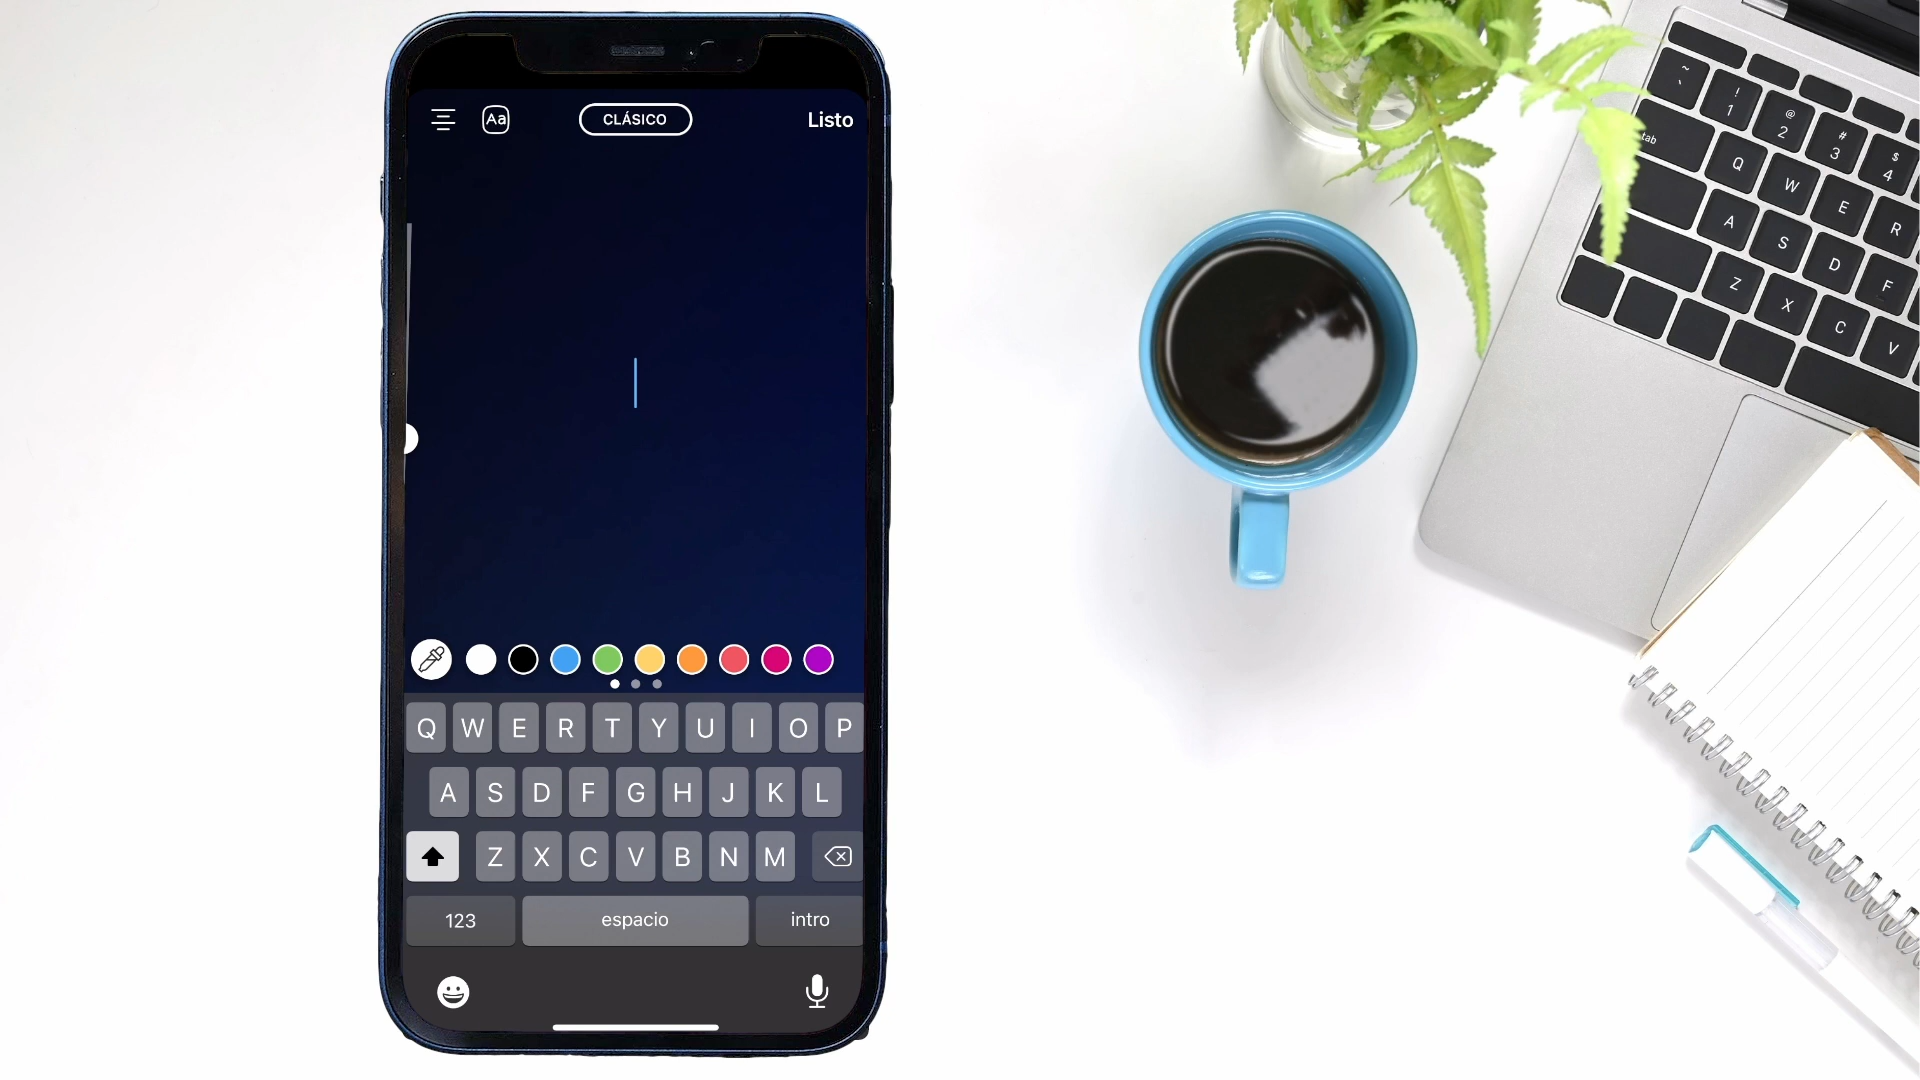 Aa CLÁSICO Listo
Q W E R T Y U I O P
A S D F G H J K L
Z X C V B N M
123 espacio intro
~ ! @ # $
` 1 2 3 4
tab Q W E R
A S D F
Z X C V